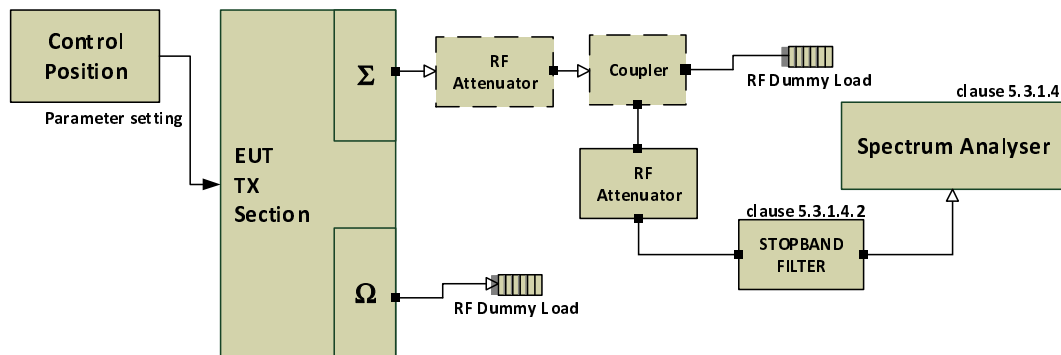 Control
Position
Parameter setting
EUT
TX
Section
Σ
Ω
RF
Attenuator
Coupler
RF Dummy Load
RF
Attenuator
clause 5.3.1.4
Spectrum Analyser
clause 5.3.1.4.2
STOPBAND
FILTER
RF Dummy Load